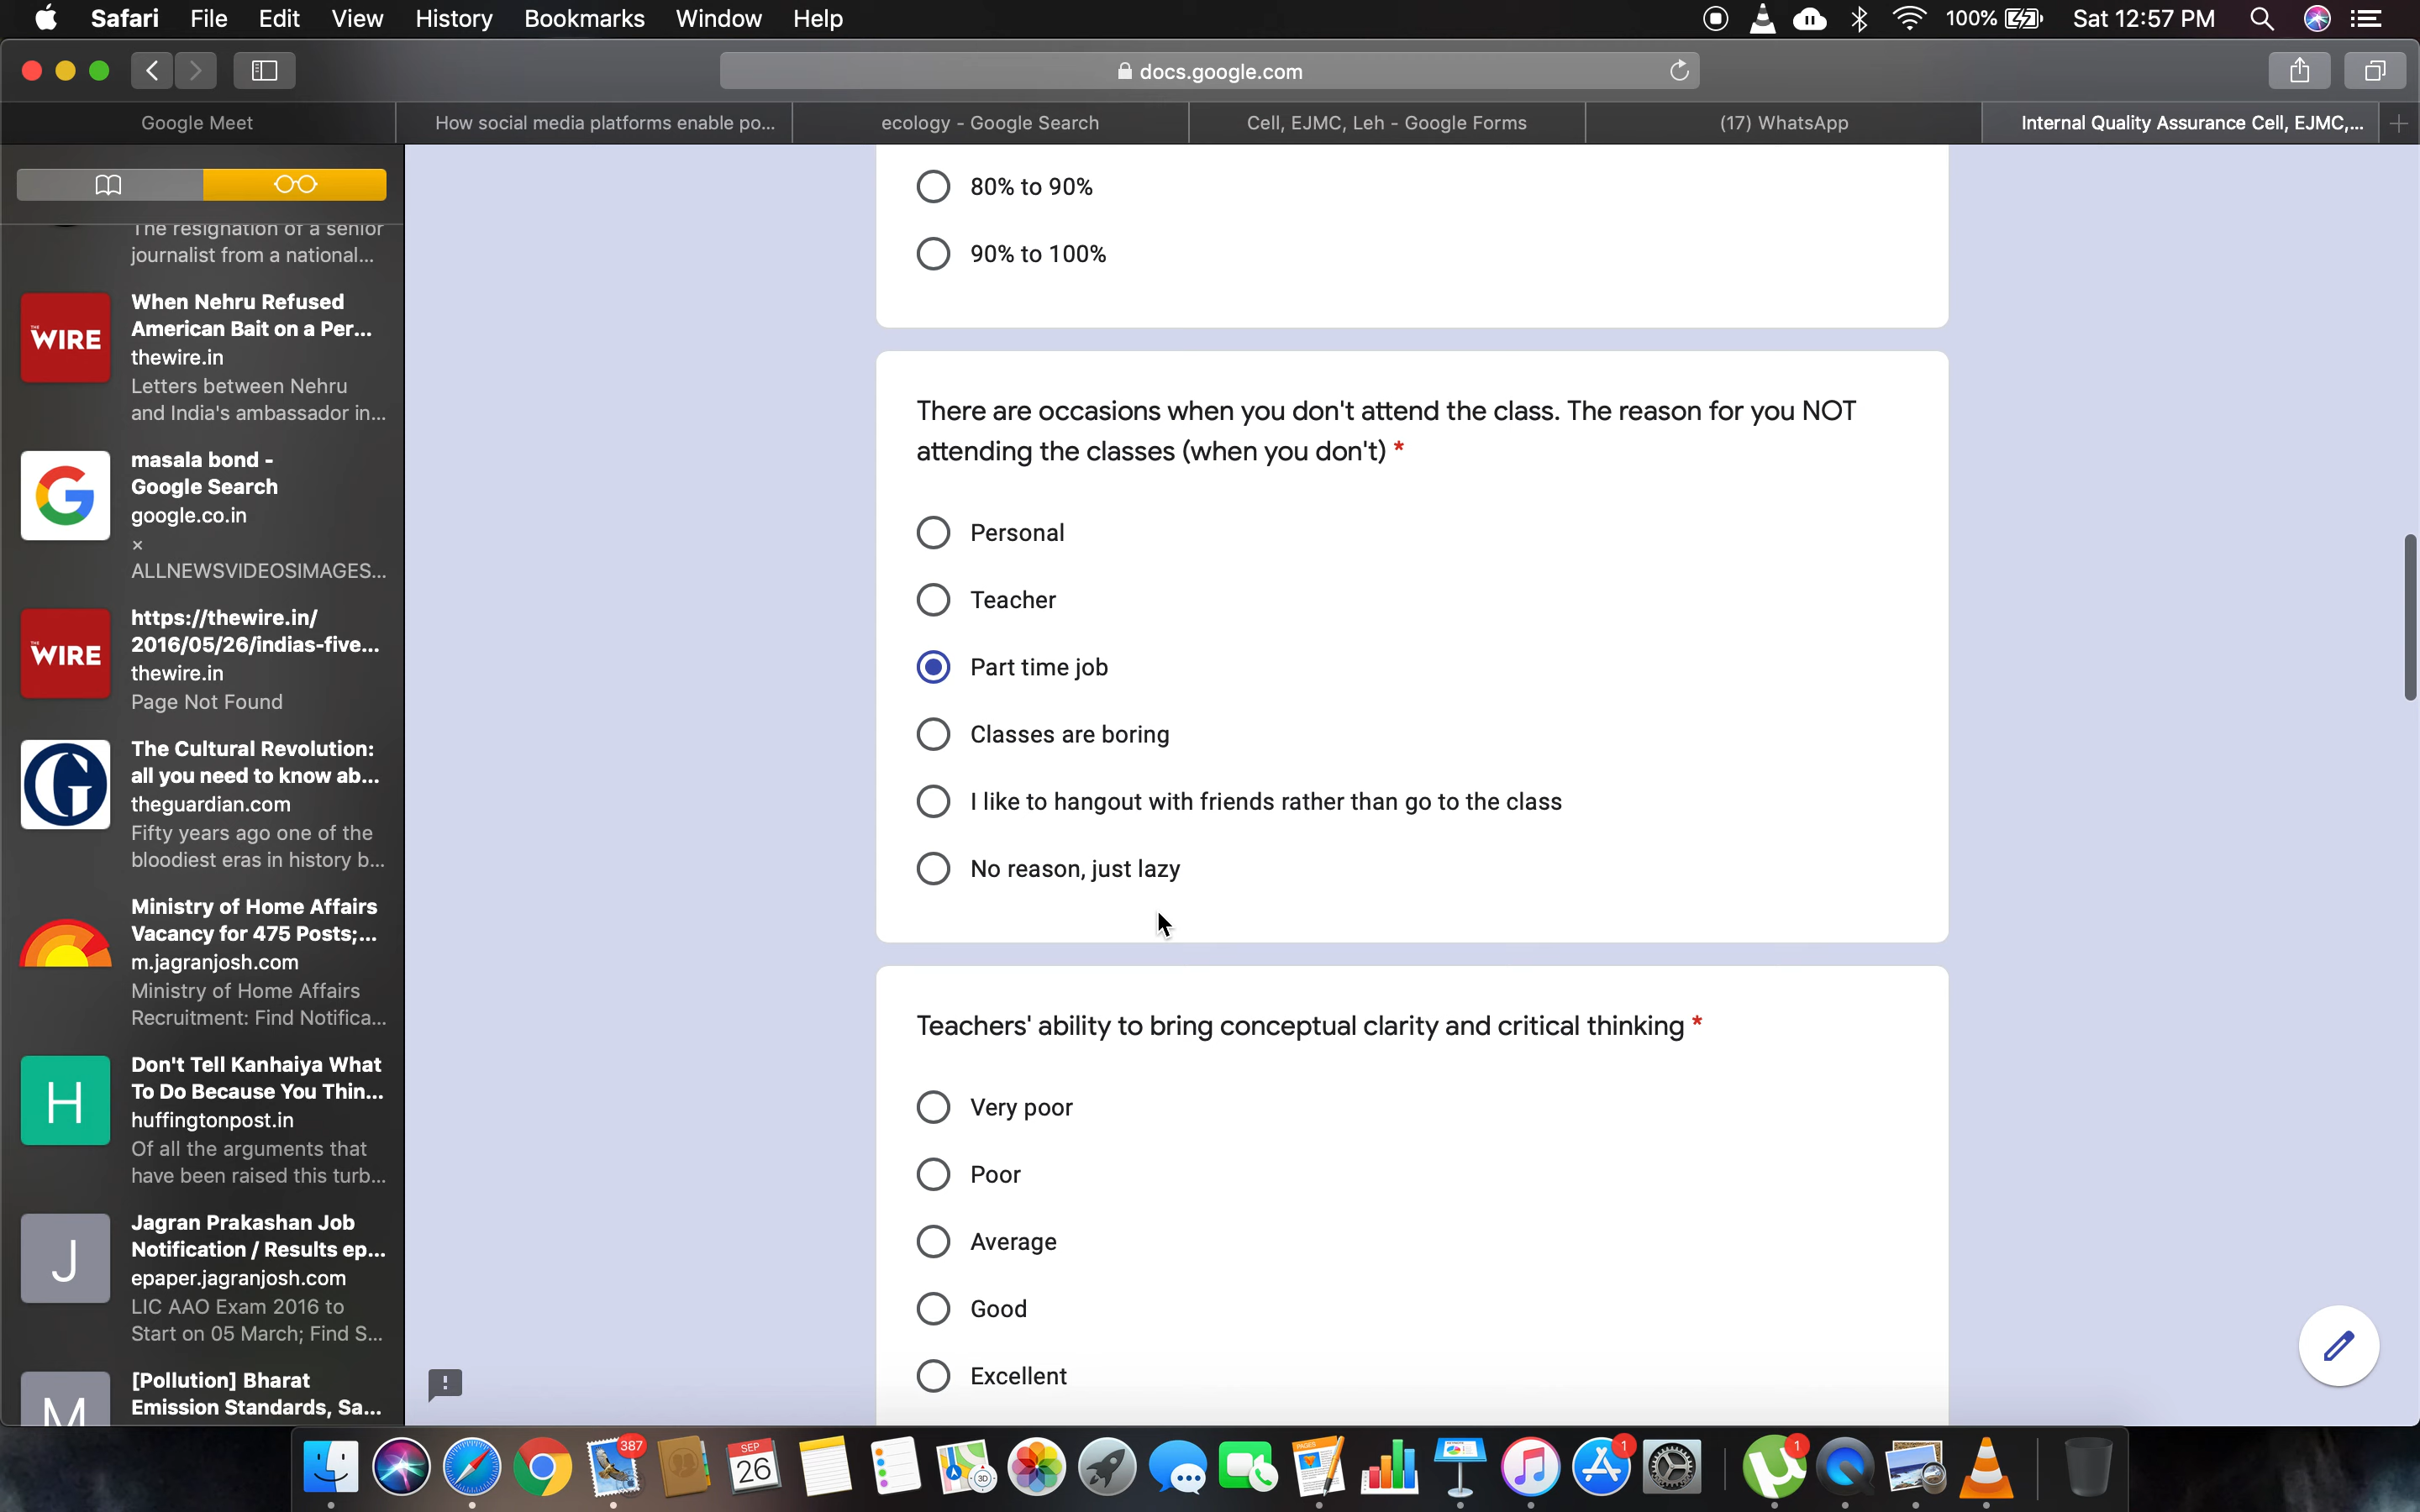 Safari File Edit View History Bookmarks Window Help 100% Sat 12:57 PM
docs.google.com
Google Meet
How social media platforms enable po...
ecology - Google Search
Cell, EJMC, Leh - Google Forms
(17) WhatsApp
Internal Quality Assurance Cell, EJMC,...
The resignation of a senior
journalist from a national...
THE WIRE
When Nehru Refused
American Bait on a Per...
thewire.in
Letters between Nehru
and India's ambassador in...
masala bond -
Google Search
google.co.in
×
ALLNEWSVIDEOSIMAGES...
THE WIRE
https://thewire.in/
2016/05/26/indias-five...
thewire.in
Page Not Found
The Cultural Revolution:
all you need to know ab...
theguardian.com
Fifty years ago one of the
bloodiest eras in history b...
Ministry of Home Affairs
Vacancy for 475 Posts;...
m.jagranjosh.com
Ministry of Home Affairs
Recruitment: Find Notifica...
H
Don't Tell Kanhaiya What
To Do Because You Thin...
huffingtonpost.in
Of all the arguments that
have been raised this turb...
J
Jagran Prakashan Job
Notification / Results ep...
epaper.jagranjosh.com
LIC AAO Exam 2016 to
Start on 05 March; Find S...
M
[Pollution] Bharat
Emission Standards, Sa...
80% to 90%
90% to 100%
There are occasions when you don't attend the class. The reason for you NOT
attending the classes (when you don't) *
Personal
Teacher
Part time job
Classes are boring
I like to hangout with friends rather than go to the class
No reason, just lazy
Teachers' ability to bring conceptual clarity and critical thinking *
Very poor
Poor
Average
Good
Excellent
387
SEP
26
3D
PAGES
1
1